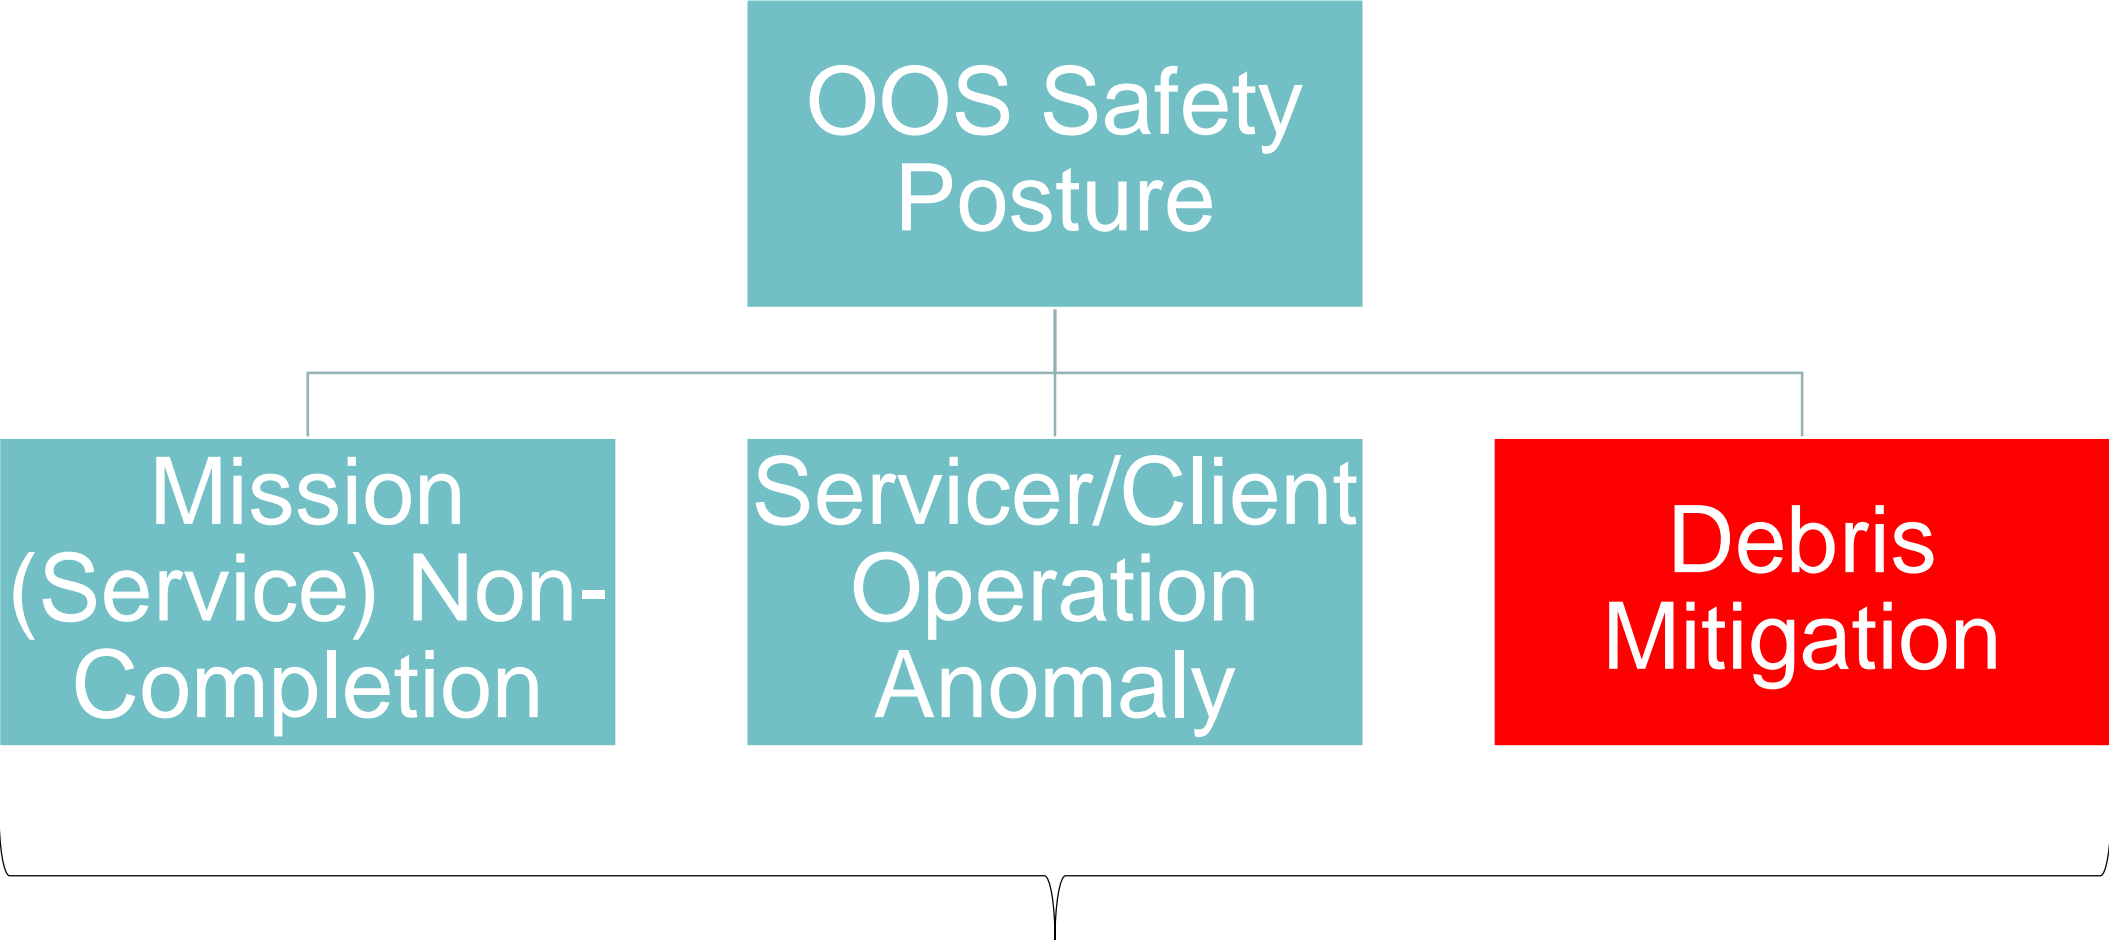 OOS Safety
Posture
Mission
(Service) Non-
Completion
Servicer/Client
Operation
Anomaly
Debris
Mitigation